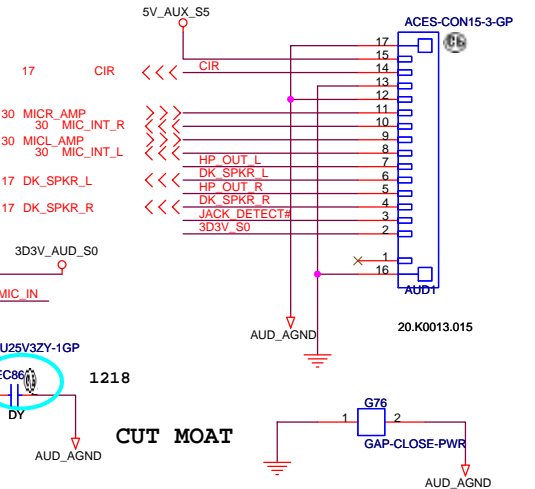 5V_AUX_S5
ACES-CON15-3-GP
17
15
17 CIR CIR 14
13
12
30 MICR_AMP 11
30 MIC_INT_R 10
30 MICL_AMP 9
30 MIC_INT_L 8
HP_OUT_L 7
17 DK_SPKR_L DK_SPKR_L 6
HP_OUT_R 5
17 DK_SPKR_R DK_SPKR_R 4
JACK_DETECT# 3
3D3V_S0 2
3D3V_AUD_S0
1
16
MIC_IN
AUD1
20.K0013.015
AUD_AGND
U25V3ZY-1GP
EC86
1218
DY
CUT MOAT
G76
1 2
GAP-CLOSE-PWR
AUD_AGND
AUD_AGND